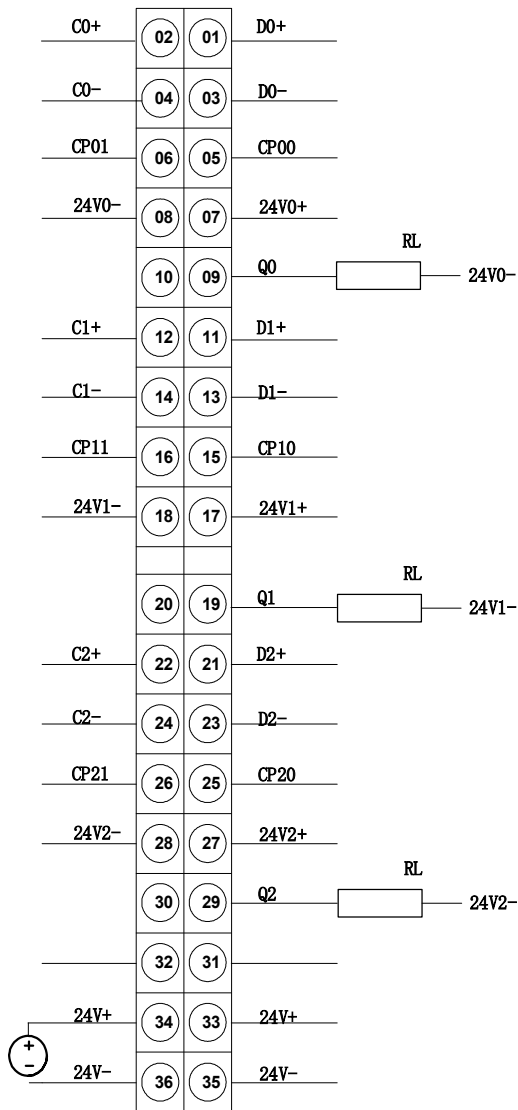 C0+ 02 01 D0+
C0- 04 03 D0-
CP01 06 05 CP00
24V0- 08 07 24V0+
RL
10 09 Q0 24V0-
C1+ 12 11 D1+
C1- 14 13 D1-
CP11 16 15 CP10
24V1- 18 17 24V1+
RL
20 19 Q1 24V1-
C2+ 22 21 D2+
C2- 24 23 D2-
CP21 26 25 CP20
24V2- 28 27 24V2+
RL
30 29 Q2 24V2-
32 31
24V+ 34 33 24V+
+
-
24V- 36 35 24V-